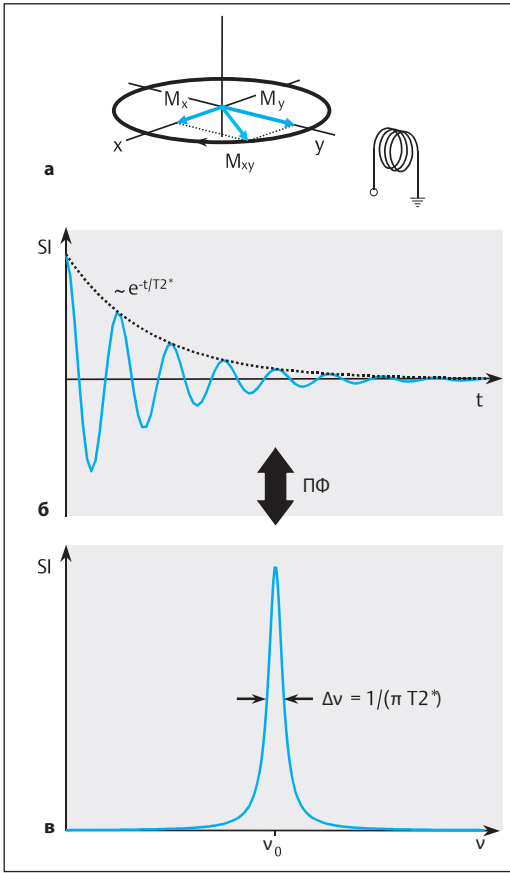 Mx
My
x
y
Mxy
а
SI
~ e-t/T2*
t
ПФ
б
SI
Δν = 1/(π T2*)
в
ν0
ν